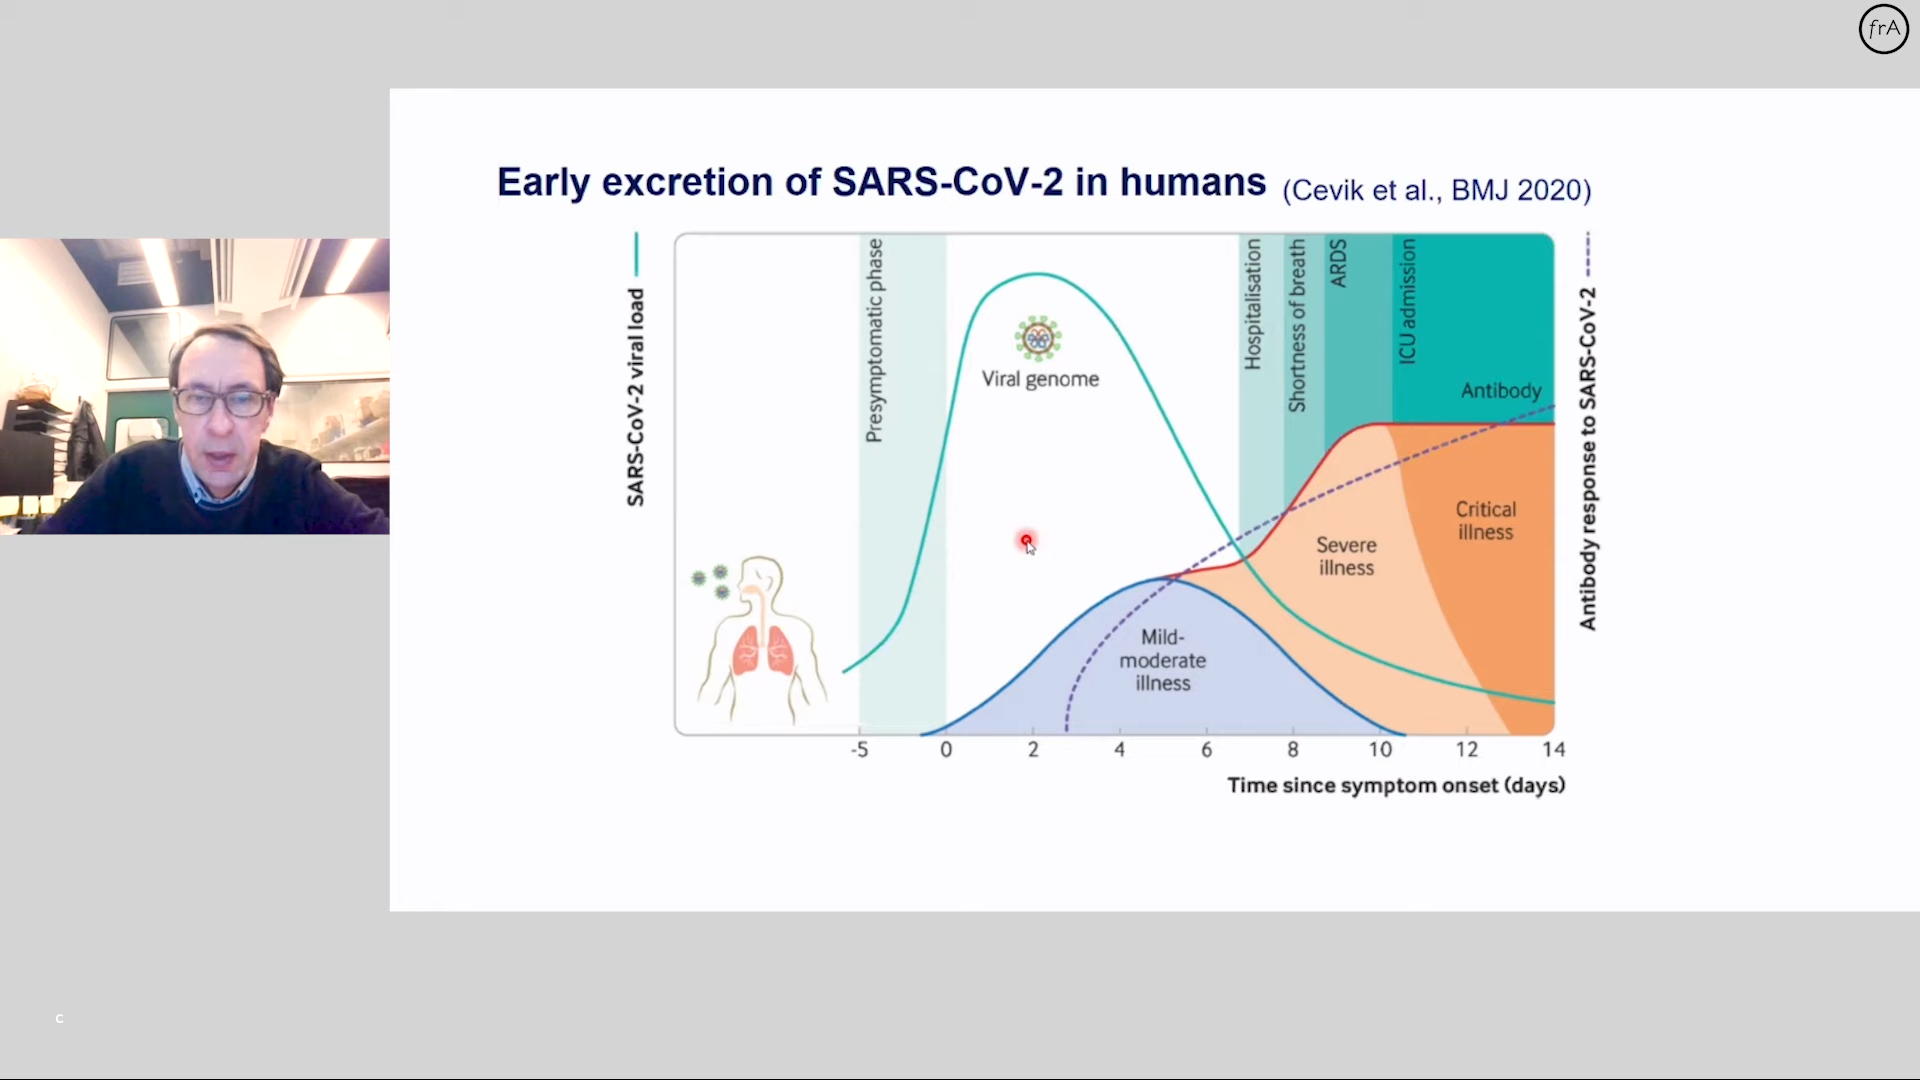 frA
Early excretion of SARS-CoV-2 in humans (Cevik et al., BMJ 2020)
SARS-CoV-2 viral load
Presymptomatic phase
Viral genome
Hospitalisation
Shortness of breath
ARDS
ICU admission
Antibody
Antibody response to SARS-CoV-2
Critical
illness
Severe
illness
Mild-
moderate
illness
-5 0 2 4 6 8 10 12 14
Time since symptom onset (days)
c